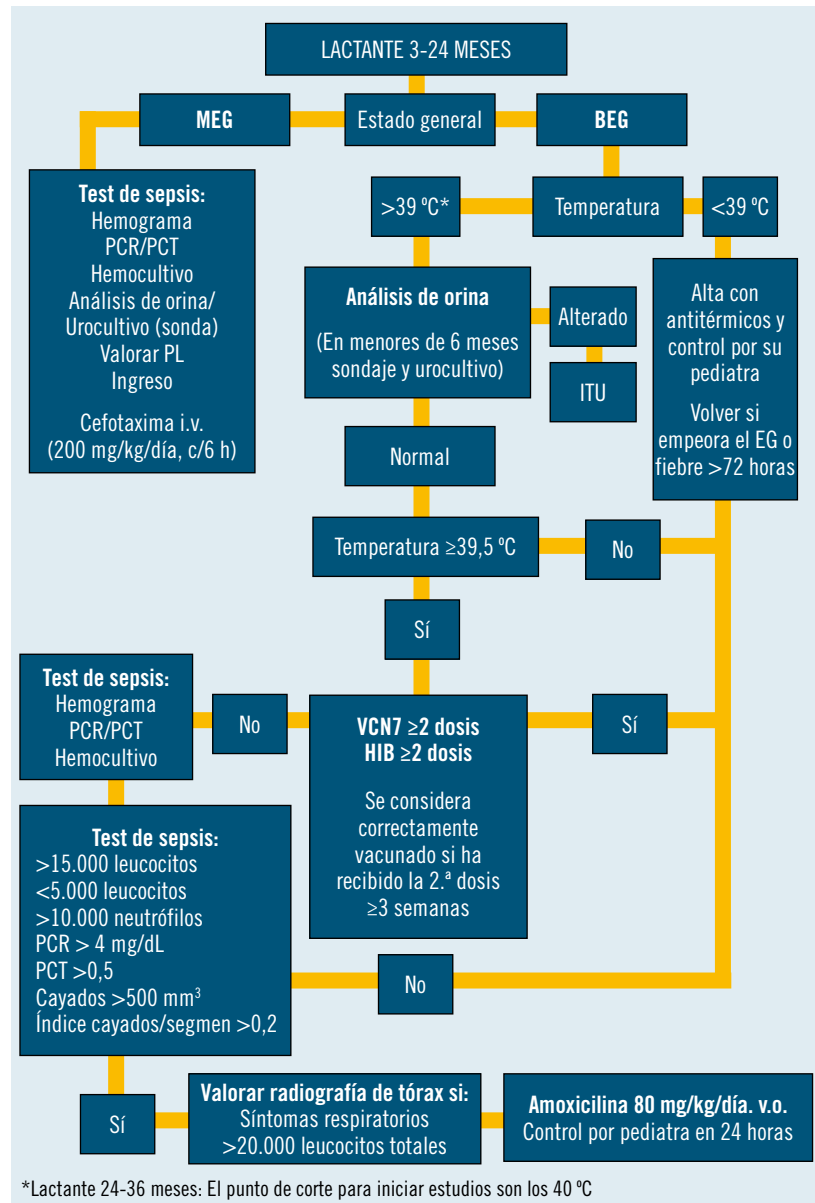 LACTANTE 3-24 MESES
MEG
Estado general
BEG
Test de sepsis:
Hemograma
PCR/PCT
Hemocultivo
Análisis de orina/
Urocultivo (sonda)
Valorar PL
Ingreso
Cefotaxima i.v.
(200 mg/kg/día, c/6 h)
>39 ºC*
Temperatura
<39 ºC
Análisis de orina
(En menores de 6 meses
sondaje y urocultivo)
Alterado
ITU
Alta con
antitérmicos y
control por su
pediatra
Volver si
empeora el EG o
fiebre >72 horas
Normal
Temperatura ≥39,5 ºC
No
Sí
Test de sepsis:
Hemograma
PCR/PCT
Hemocultivo
No
VCN7 ≥2 dosis
HIB ≥2 dosis
Se considera
correctamente
vacunado si ha
recibido la 2.ª dosis
≥3 semanas
Sí
Test de sepsis:
>15.000 leucocitos
<5.000 leucocitos
>10.000 neutrófilos
PCR > 4 mg/dL
PCT >0,5
Cayados >500 mm³
Índice cayados/segmen >0,2
No
Sí
Valorar radiografía de tórax si:
Síntomas respiratorios
>20.000 leucocitos totales
Amoxicilina 80 mg/kg/día. v.o.
Control por pediatra en 24 horas
*Lactante 24-36 meses: El punto de corte para iniciar estudios son los 40 ºC